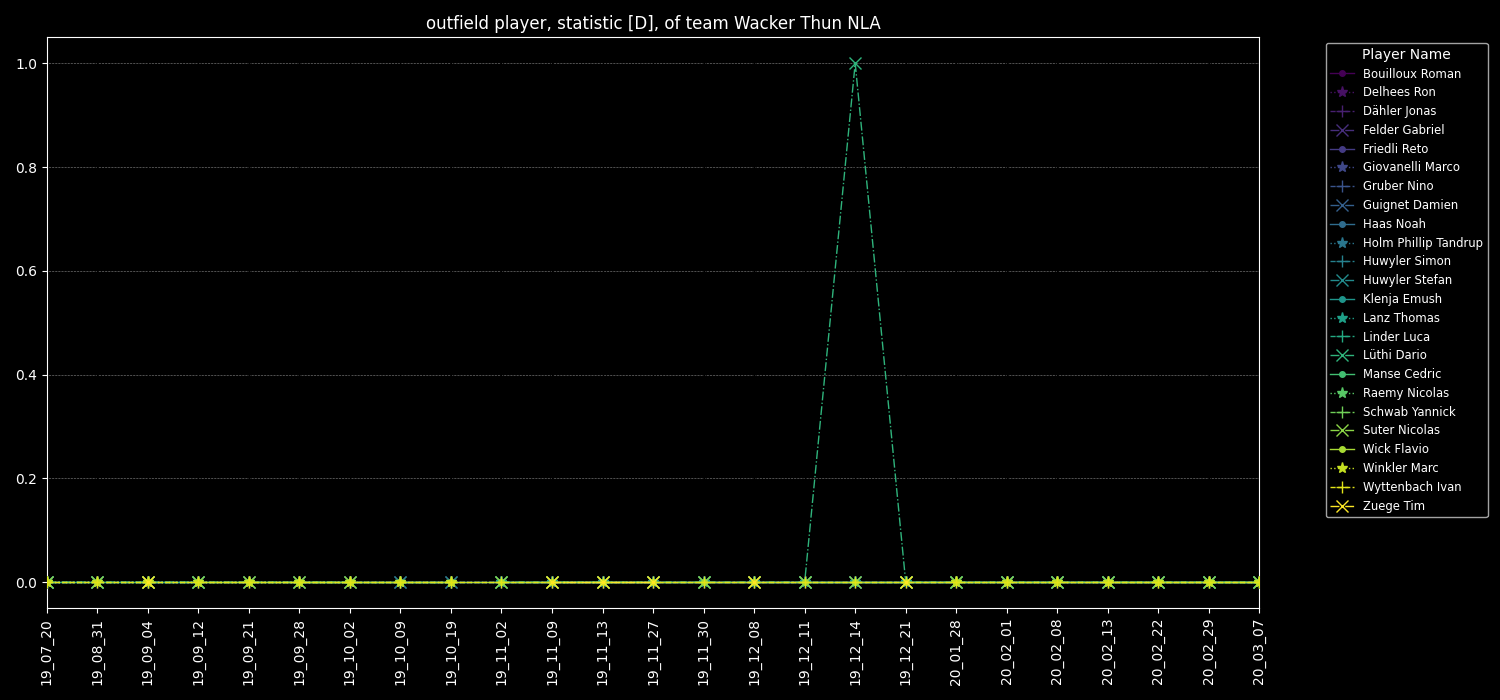 outfield player, statistic [D], of team Wacker Thun NLA
1.0
0.8
0.6
0.4
0.2
0.0
19_07_20
19_08_31
19_09_04
19_09_12
19_09_21
19_09_28
19_10_02
19_10_09
19_10_19
19_11_02
19_11_09
19_11_13
19_11_27
19_11_30
19_12_08
19_12_11
19_12_14
19_12_21
20_01_28
20_02_01
20_02_08
20_02_13
20_02_22
20_02_29
20_03_07
Player Name
Bouilloux Roman
Delhees Ron
Dähler Jonas
Felder Gabriel
Friedli Reto
Giovanelli Marco
Gruber Nino
Guignet Damien
Haas Noah
Holm Phillip Tandrup
Huwyler Simon
Huwyler Stefan
Klenja Emush
Lanz Thomas
Linder Luca
Lüthi Dario
Manse Cedric
Raemy Nicolas
Schwab Yannick
Suter Nicolas
Wick Flavio
Winkler Marc
Wyttenbach Ivan
Zuege Tim